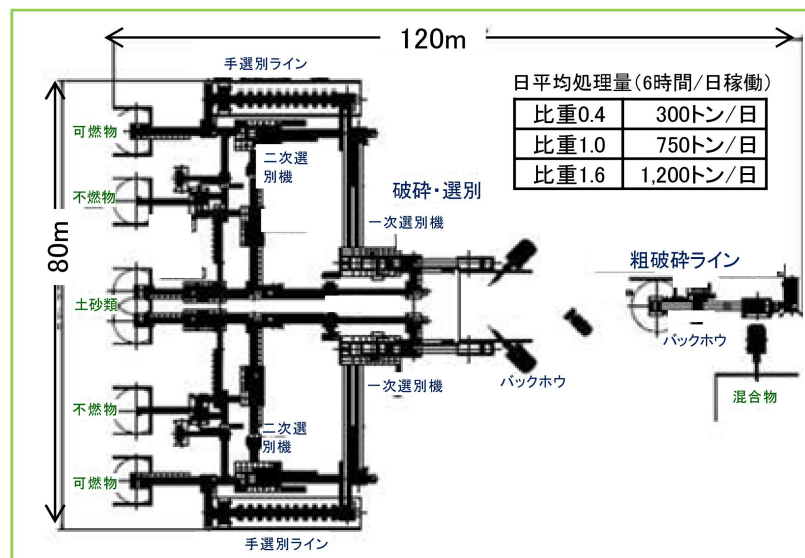 120m
手選別ライン
日平均処理量(6時間/日稼働)
比重0.4 300トン/日
比重1.0 750トン/日
比重1.6 1,200トン/日
可燃物
二次選
別機
不燃物
破砕・選別
一次選別機
80m
粗破砕ライン
土砂類
バックホウ
バックホウ
一次選別機
混合物
不燃物
二次選
別機
可燃物
手選別ライン